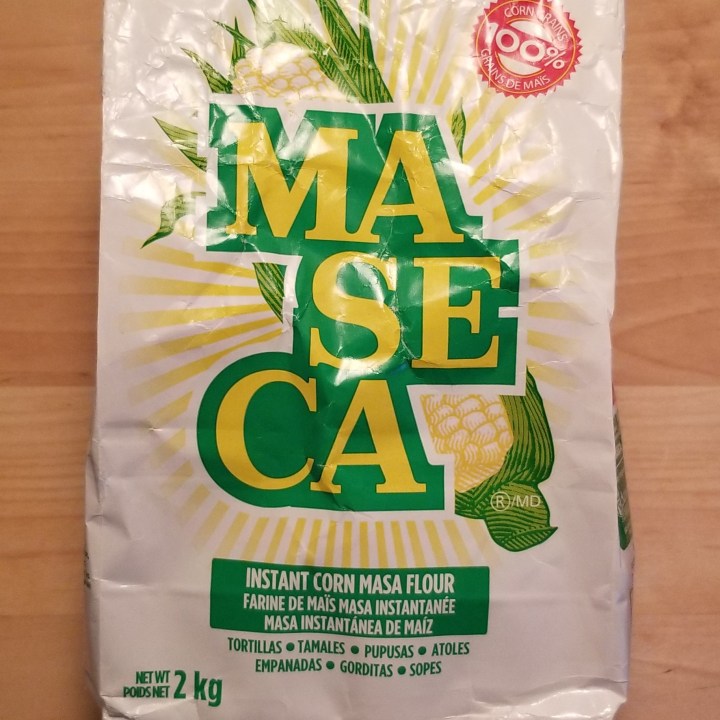 CORN GRAINS
100%
GRAINS DE MAÏS
MA
SE
CA
®/MD
INSTANT CORN MASA FLOUR
FARINE DE MAÏS MASA INSTANTANÉE
MASA INSTANTÁNEA DE MAÍZ
TORTILLAS • TAMALES • PUPUSAS • ATOLES
EMPANADAS • GORDITAS • SOPES
NET WT
POIDS NET 2 kg